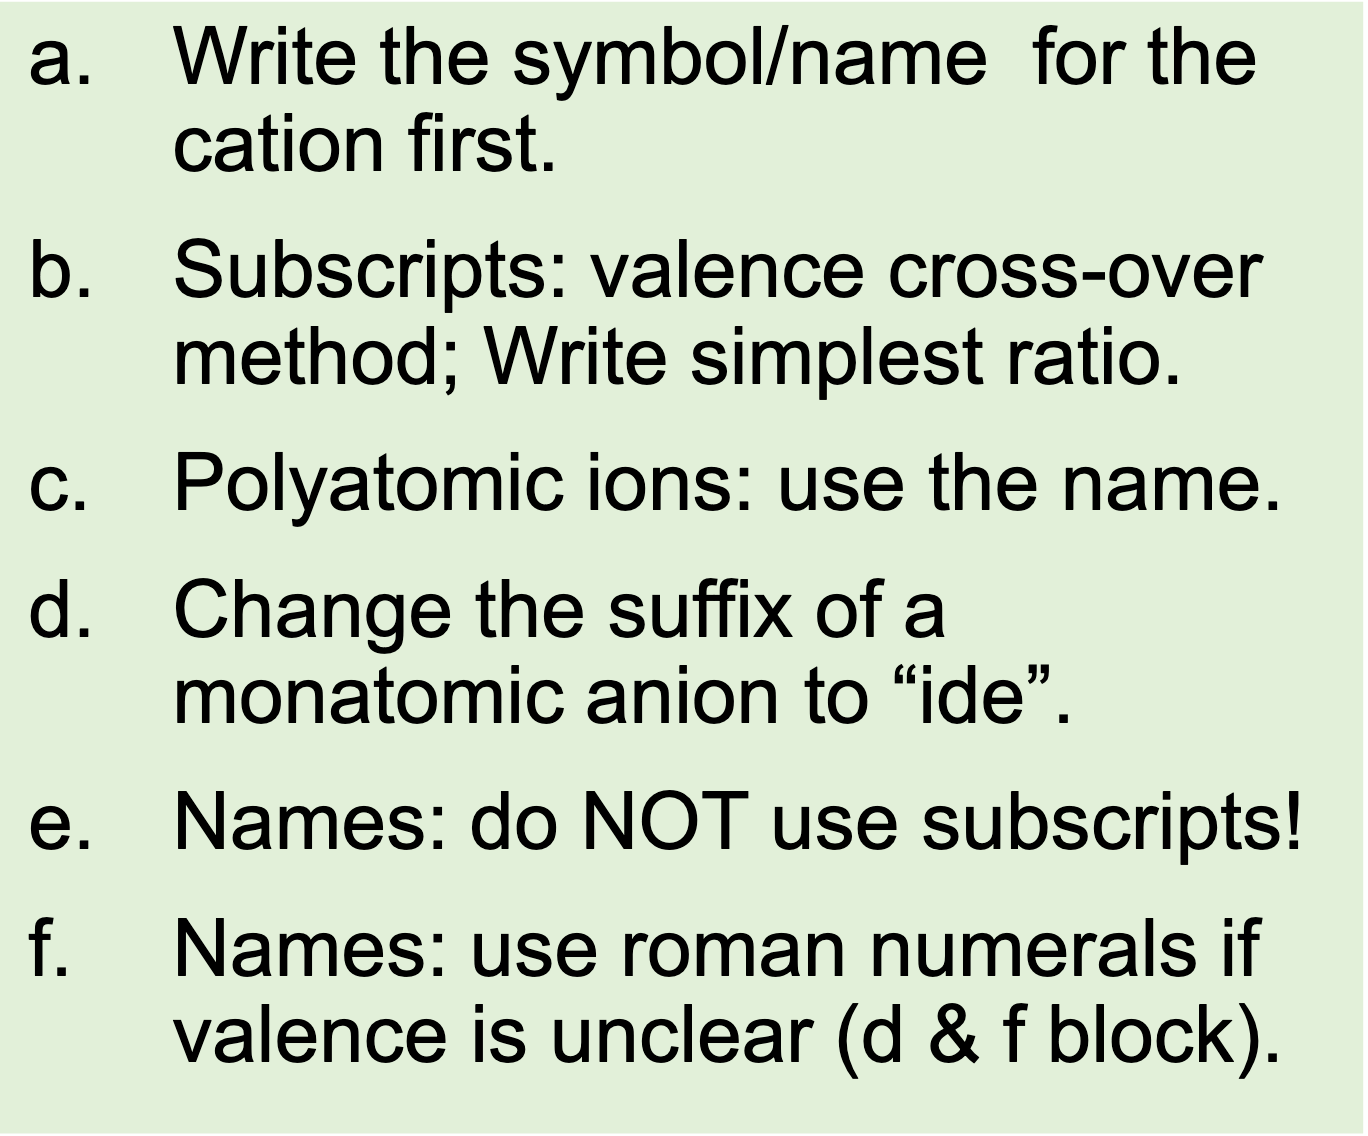 a. Write the symbol/name  for the
cation first.
b. Subscripts: valence cross-over
method; Write simplest ratio.
c. Polyatomic ions: use the name.
d. Change the suffix of a
monatomic anion to “ide”.
e. Names: do NOT use subscripts!
f. Names: use roman numerals if
valence is unclear (d & f block).